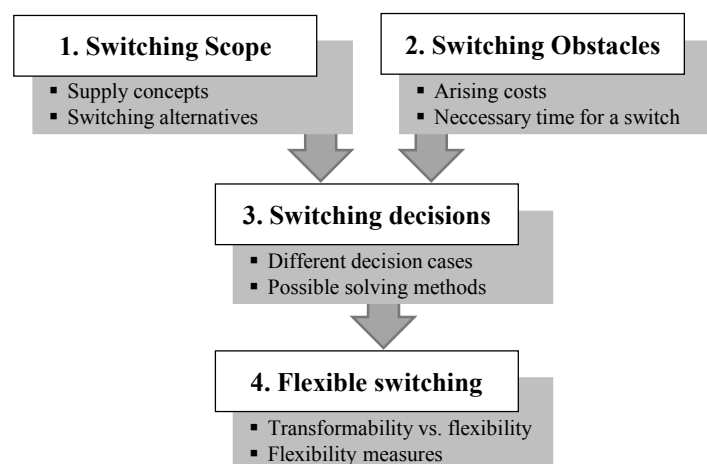 1. Switching Scope
▪ Supply concepts
▪ Switching alternatives
2. Switching Obstacles
▪ Arising costs
▪ Neccessary time for a switch
3. Switching decisions
▪ Different decision cases
▪ Possible solving methods
4. Flexible switching
▪ Transformability vs. flexibility
▪ Flexibility measures